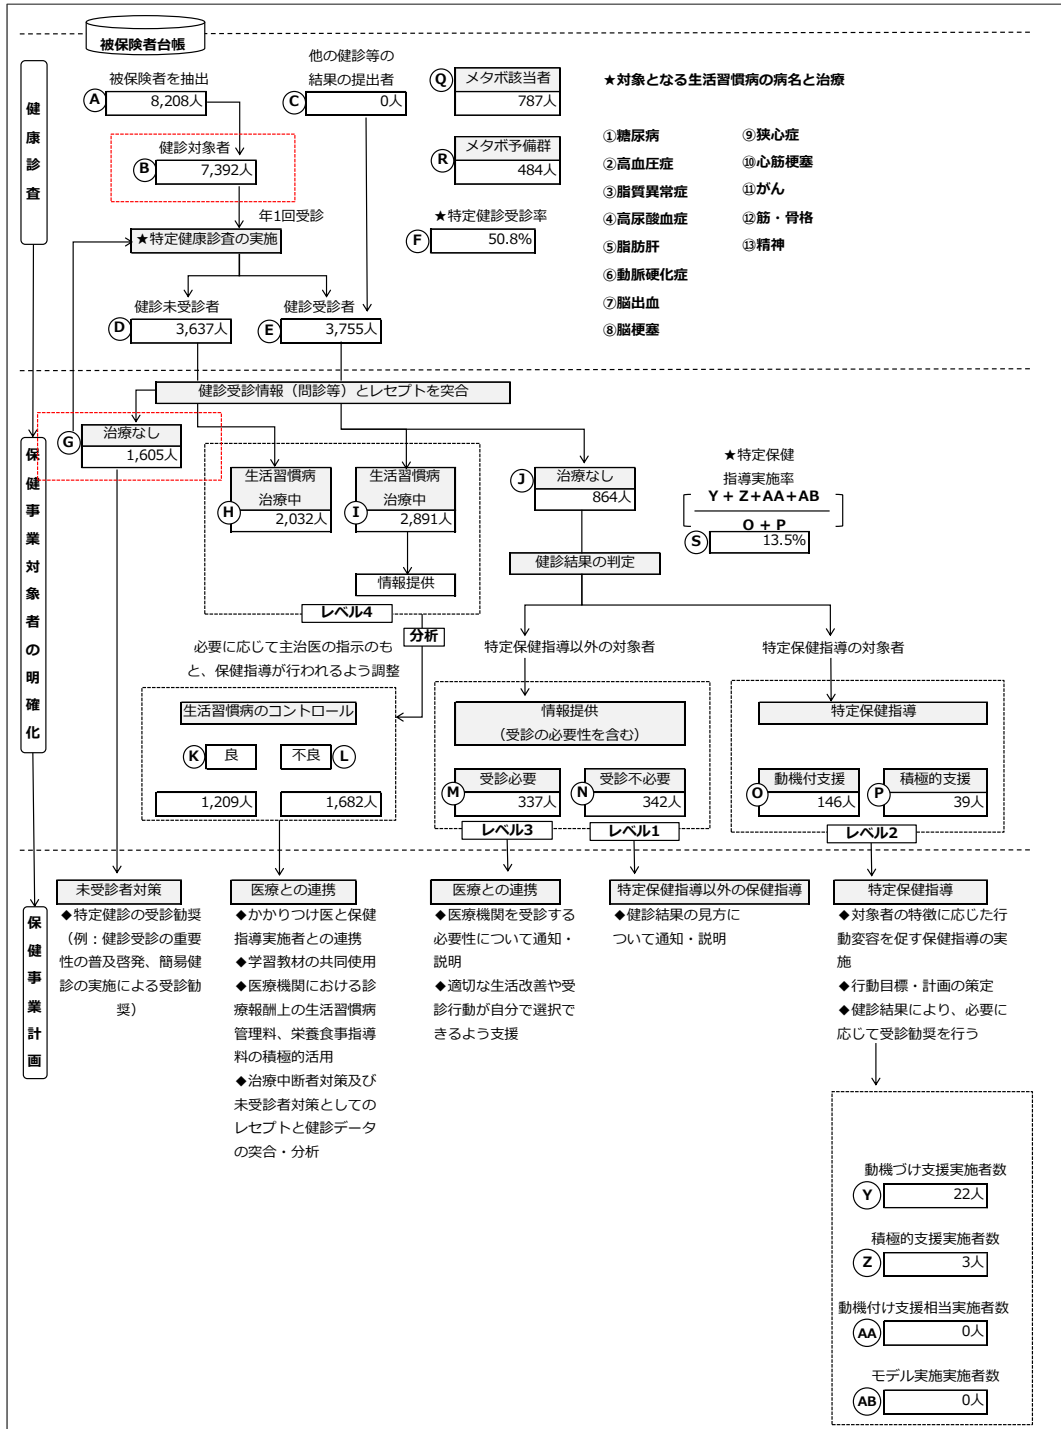 被保険者台帳
健康診査
被保険者を抽出
A
8,208人
他の健診等の
結果の提出者
C
0人
健診対象者
B
7,392人
年1回受診
★特定健康診査の実施
健診未受診者
D
3,637人
健診受診者
E
3,755人
Q
メタボ該当者
787人
R
メタボ予備群
484人
★特定健診受診率
F
50.8%
★対象となる生活習慣病の病名と治療
①糖尿病
②高血圧症
③脂質異常症
④高尿酸血症
⑤脂肪肝
⑥動脈硬化症
⑦脳出血
⑧脳梗塞
⑨狭心症
⑩心筋梗塞
⑪がん
⑫筋・骨格
⑬精神
保健事業対象者の明確化
健診受診情報（問診等）とレセプトを突合
G
治療なし
1,605人
生活習慣病
治療中
H
2,032人
生活習慣病
治療中
I
2,891人
情報提供
レベル4
分析
J
治療なし
864人
健診結果の判定
★特定保健
指導実施率
Y + Z+AA+AB
O + P
S
13.5%
必要に応じて主治医の指示のも
と、保健指導が行われるよう調整
生活習慣病のコントロール
K
良
不良
L
1,209人
1,682人
特定保健指導以外の対象者
情報提供
（受診の必要性を含む）
M
受診必要
337人
N
受診不必要
342人
レベル3
レベル1
特定保健指導の対象者
特定保健指導
O
動機付支援
146人
P
積極的支援
39人
レベル2
保健事業計画
未受診者対策
◆特定健診の受診勧奨
（例：健診受診の重要
性の普及啓発、簡易健
診の実施による受診勧
奨）
医療との連携
◆かかりつけ医と保健
指導実施者との連携
◆学習教材の共同使用
◆医療機関における診
療報酬上の生活習慣病
管理料、栄養食事指導
料の積極的活用
◆治療中断者対策及び
未受診者対策としての
レセプトと健診データ
の突合・分析
医療との連携
◆医療機関を受診する
必要性について通知・
説明
◆適切な生活改善や受
診行動が自分で選択で
きるよう支援
特定保健指導以外の保健指導
◆健診結果の見方に
ついて通知・説明
特定保健指導
◆対象者の特徴に応じた行
動変容を促す保健指導の実
施
◆行動目標・計画の策定
◆健診結果により、必要に
応じて受診勧奨を行う
動機づけ支援実施者数
Y
22人
積極的支援実施者数
Z
3人
動機付け支援相当実施者数
AA
0人
モデル実施実施者数
AB
0人